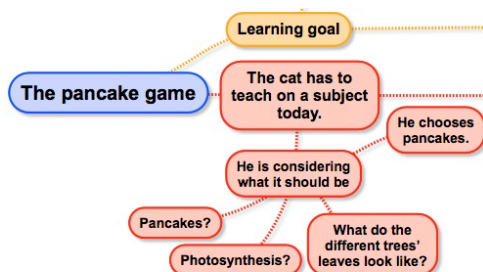 Learning goal
The pancake game
The cat has to
teach on a subject
today.
He chooses
pancakes.
He is considering
what it should be
Pancakes?
Photosynthesis?
What do the
different trees'
leaves look like?